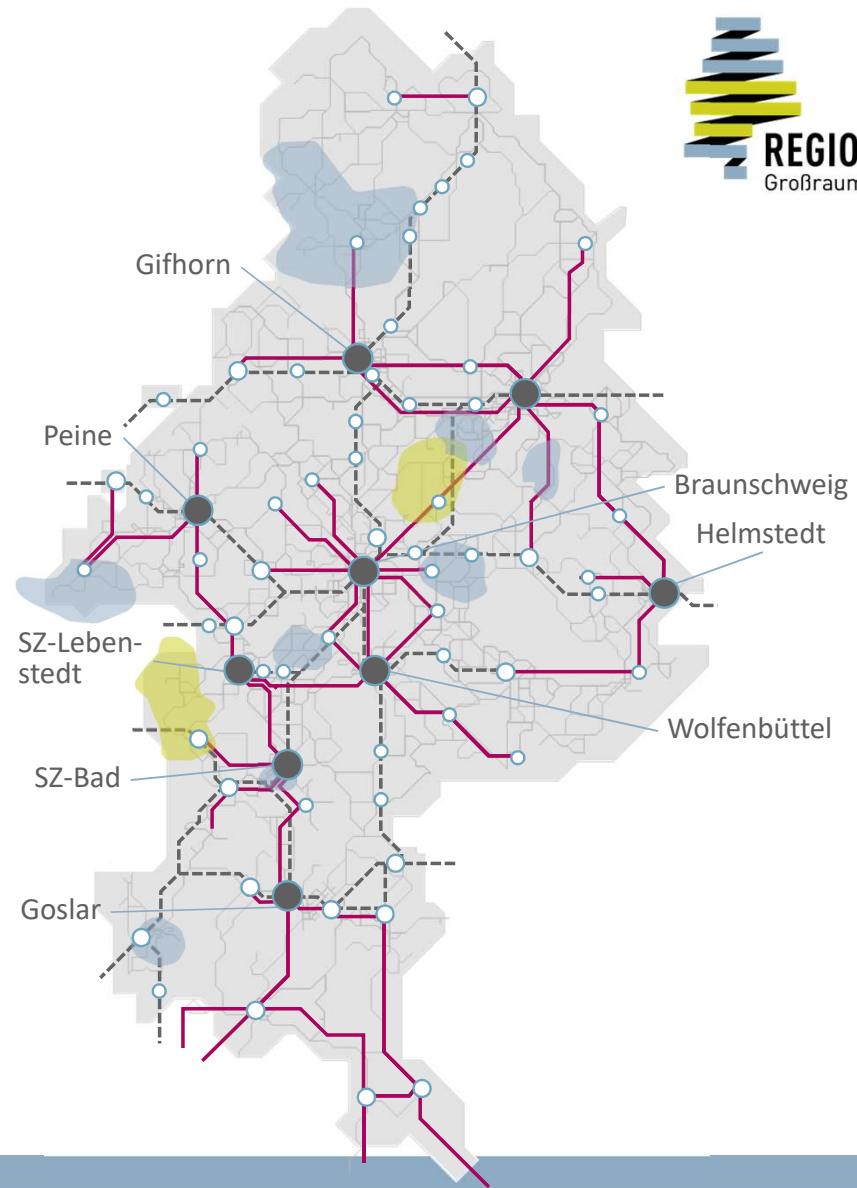 REGIO
Großraum
Gifhorn
Peine
Braunschweig
Helmstedt
SZ-Leben-
stedt
Wolfenbüttel
SZ-Bad
Goslar